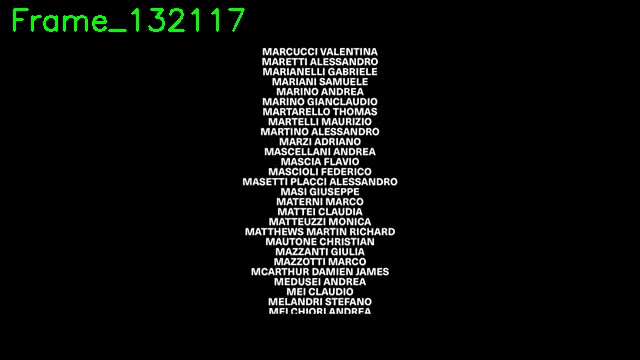 Frame_132117
MARCUCCI VALENTINA
MARETTI ALESSANDRO
MARIANELLI GABRIELE
MARIANI SAMUELE
MARINO ANDREA
MARINO GIANCLAUDIO
MARTARELLO THOMAS
MARTELLI MAURIZIO
MARTINO ALESSANDRO
MARZI ADRIANO
MASCELLANI ANDREA
MASCIA FLAVIO
MASCIOLI FEDERICO
MASETTI PLACCI ALESSANDRO
MASI GIUSEPPE
MATERNI MARCO
MATTEI CLAUDIA
MATTEUZZI MONICA
MATTHEWS MARTIN RICHARD
MAUTONE CHRISTIAN
MAZZANTI GIULIA
MAZZOTTI MARCO
MCARTHUR DAMIEN JAMES
MEDUSEI ANDREA
MEI CLAUDIO
MELANDRI STEFANO
MELCHIORI ANDREA